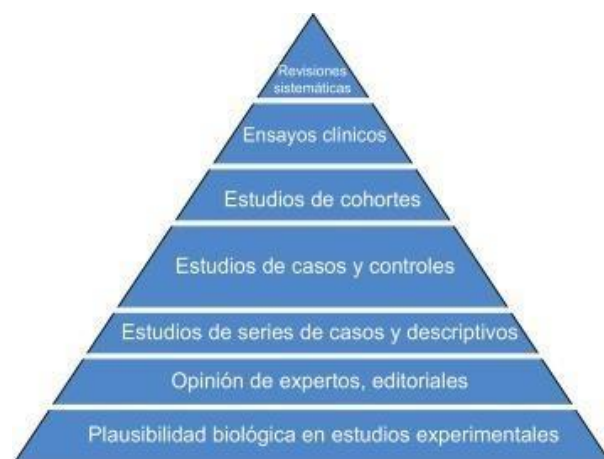 Revisiones
sistemáticas
Ensayos clínicos
Estudios de cohortes
Estudios de casos y controles
Estudios de series de casos y descriptivos
Opinión de expertos, editoriales
Plausibilidad biológica en estudios experimentales